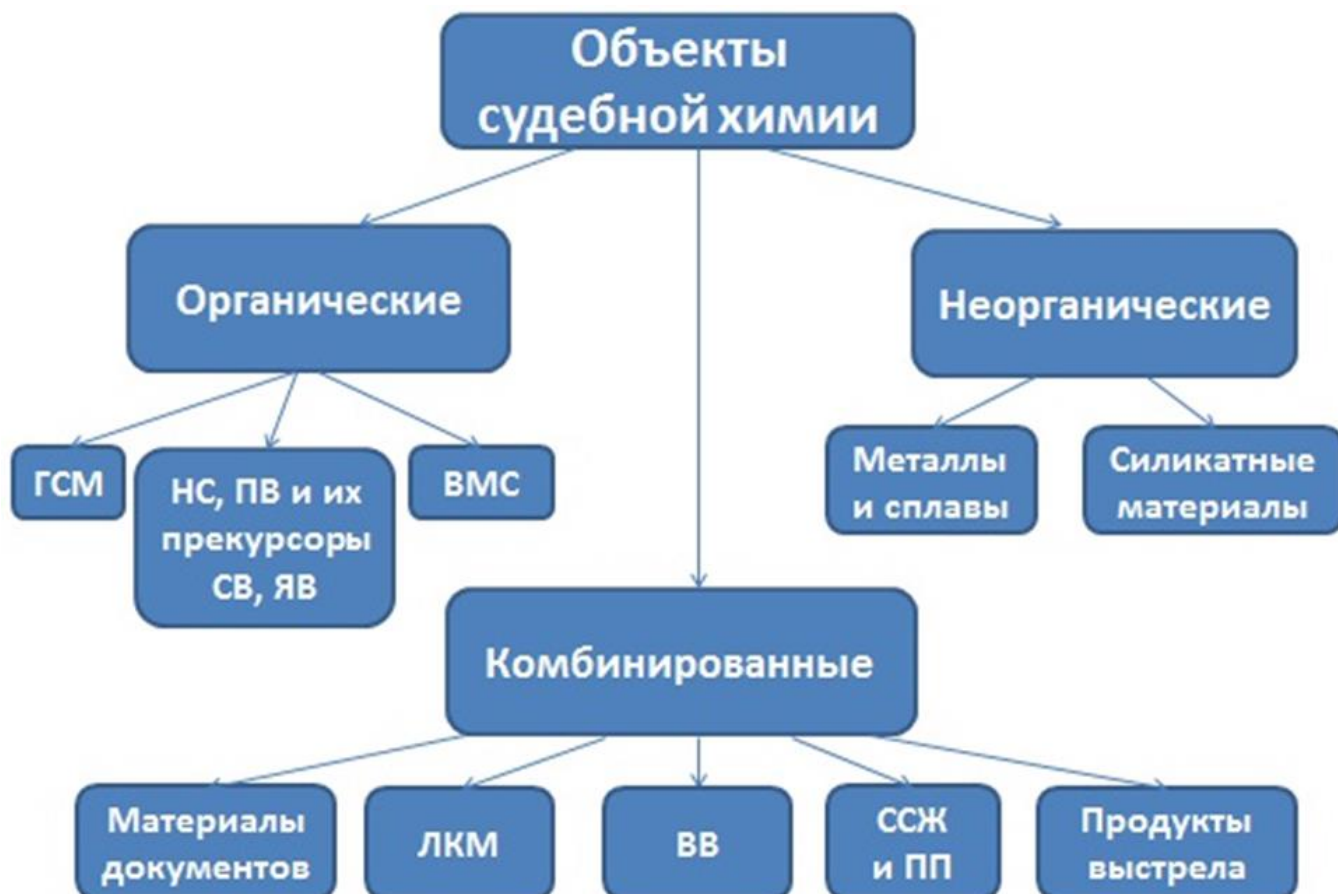 Объекты
судебной химии
Органические
Неорганические
ГСМ
НС, ПВ и их
прекурсоры
СВ, ЯВ
ВМС
Металлы
и сплавы
Силикатные
материалы
Комбинированные
Материалы
документов
ЛКМ
ВВ
ССЖ
и ПП
Продукты
выстрела